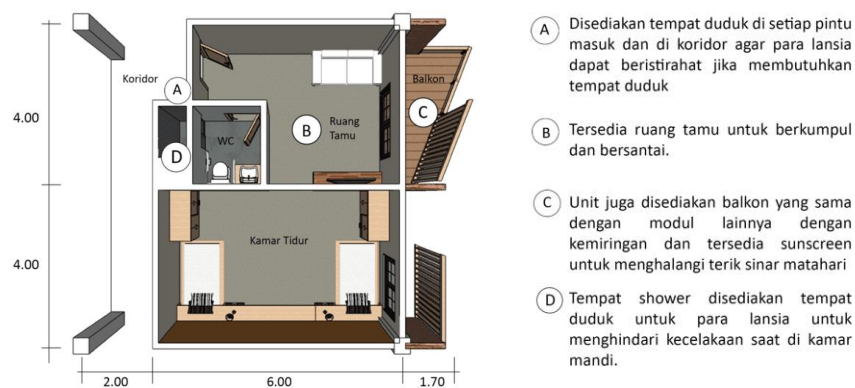 Koridor
A
Balkon
C
4.00
B
Ruang
Tamu
WC
D
Kamar Tidur
4.00
2.00
6.00
1.70
A
Disediakan tempat duduk di setiap pintu
masuk dan di koridor agar para lansia
dapat beristirahat jika membutuhkan
tempat duduk
B
Tersedia ruang tamu untuk berkumpul
dan bersantai.
C
Unit juga disediakan balkon yang sama
dengan modul lainnya dengan
kemiringan dan tersedia sunscreen
untuk menghalangi terik sinar matahari
D
Tempat shower disediakan tempat
duduk untuk para lansia untuk
menghindari kecelakaan saat di kamar
mandi.